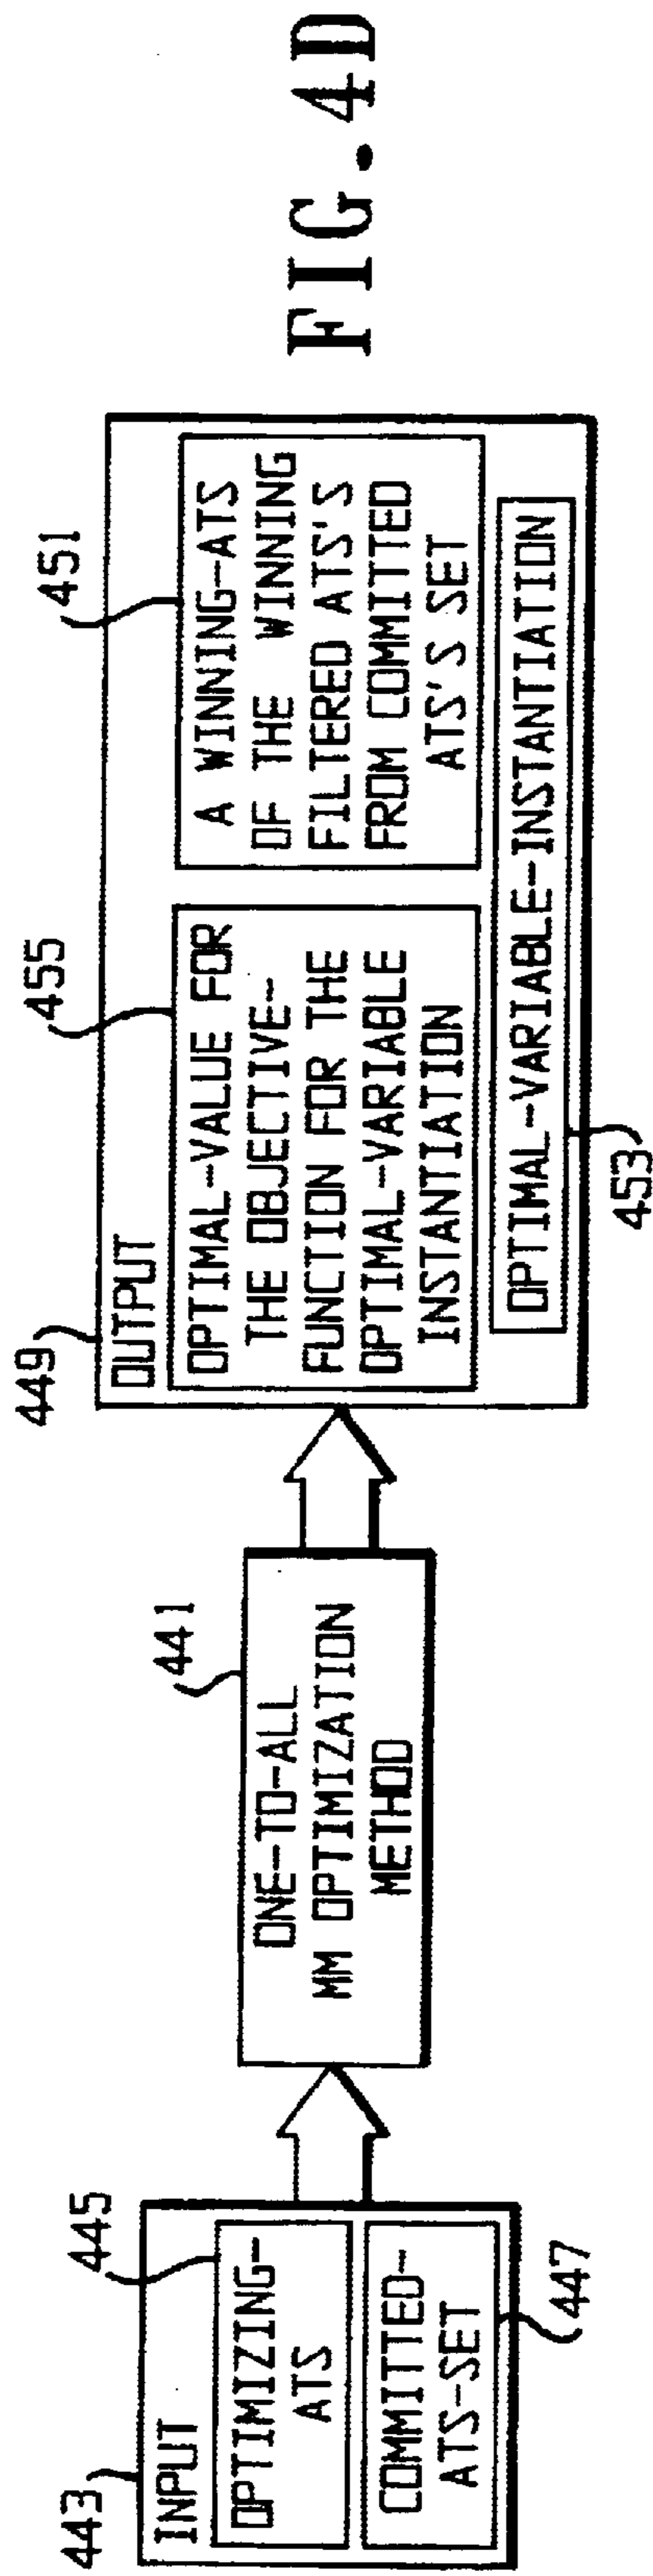 443
INPUT
445
OPTIMIZING-
ATS
COMMITTED-
ATS-SET
447
441
ONE-TO-ALL
MM OPTIMIZATION
METHOD
449
OUTPUT
455
OPTIMAL-VALUE FOR
THE OBJECTIVE-
FUNCTION FOR THE
OPTIMAL-VARIABLE
INSTANTIATION
451
A WINNING-ATS
OF THE WINNING
FILTERED ATS'S
FROM COMMITTED
ATS'S SET
OPTIMAL-VARIABLE-INSTANTIATION
453
FIG. 4D